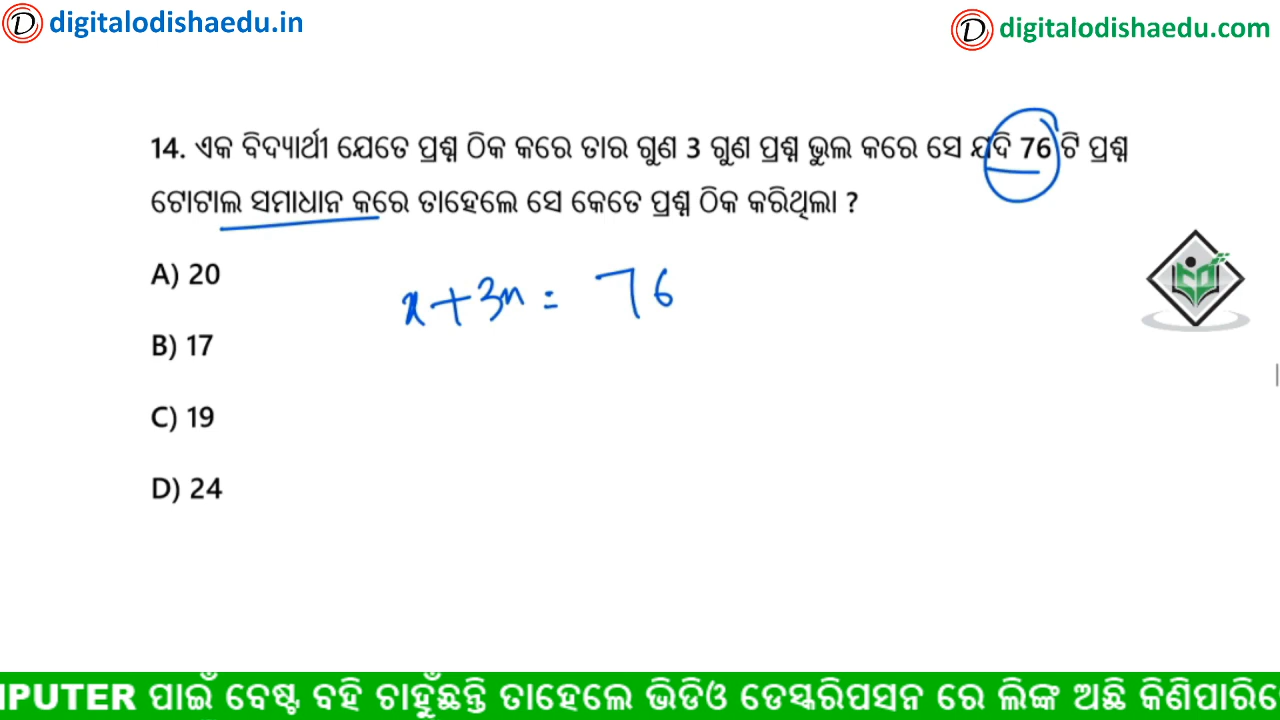 digitalodishaedu.in
digitalodishaedu.com
14. ଏକ ବିଦ୍ୟାର୍ଥୀ ଯେତେ ପ୍ରଶ୍ନ ଠିକ କରେ ତାର ଗୁଣ 3 ଗୁଣ ପ୍ରଶ୍ନ ଭୁଲ କରେ ସେ ଯଦି 76 ଟି ପ୍ରଶ୍ନ
ଟୋଟାଲ ସମାଧାନ କରେ ତାହେଲେ ସେ କେତେ ପ୍ରଶ୍ନ ଠିକ କରିଥିଲା ?
A) 20
x+3x = 76
B) 17
C) 19
D) 24
MPUTER ପାଇଁ ବେଷ୍ଟ ବହି ଚାହୁଁଛନ୍ତି ତାହେଲେ ଭିଡିଓ ଡେସ୍କରିପସନ ରେ ଲିଙ୍କ ଅଛି କିଣିପାରିବେ